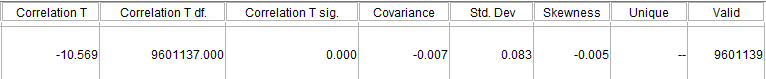 Correlation T Correlation T df. Correlation T sig. Covariance Std. Dev Skewness Unique Valid
-10.569 9601137.000 0.000 -0.007 0.083 -0.005 -- 9601139